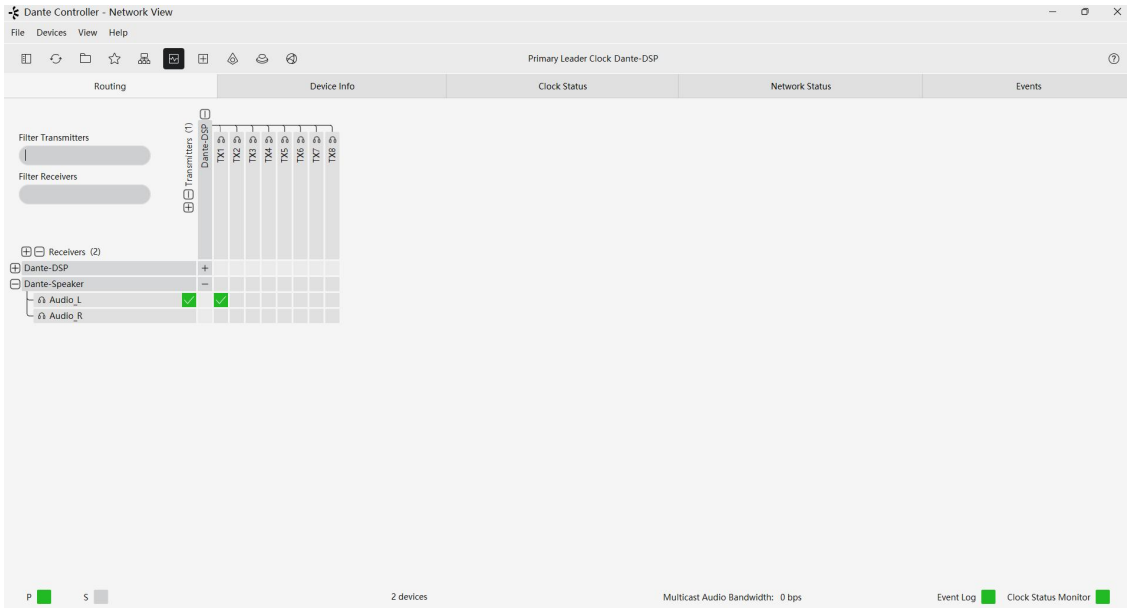 Dante Controller - Network View
File Devices View Help
Primary Leader Clock Dante-DSP
Routing
Device Info
Clock Status
Network Status
Events
Filter Transmitters
Filter Receivers
Transmitters (1)
Dante-DSP
TX1
TX2
TX3
TX4
TX5
TX6
TX7
TX8
Receivers (2)
Dante-DSP
Dante-Speaker
Audio_L
Audio_R
P
S
2 devices
Multicast Audio Bandwidth: 0 bps
Event Log
Clock Status Monitor